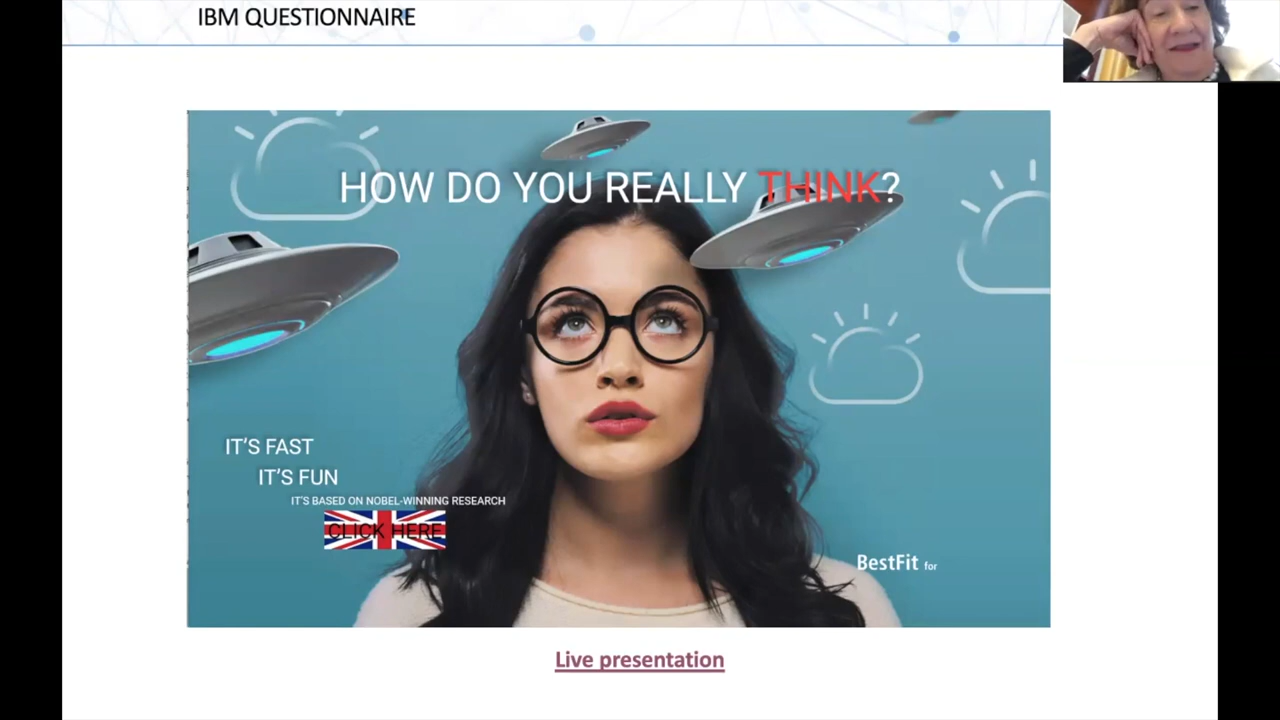 IBM QUESTIONNAIRE
HOW DO YOU REALLY THINK?
IT'S FAST
IT'S FUN
IT'S BASED ON NOBEL-WINNING RESEARCH
CLICK HERE
BestFit for
Live presentation